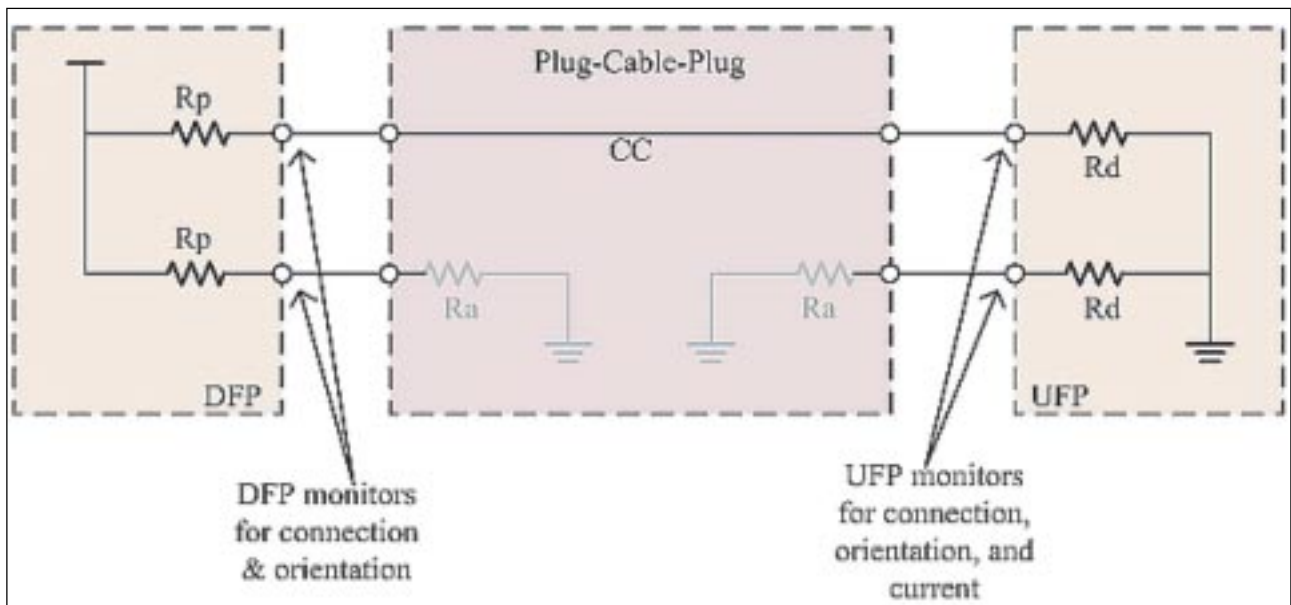 Plug-Cable-Plug
Rp
CC
Rd
Rp
Ra
Ra
Rd
DFP
UFP
DFP monitors
for connection
& orientation
UFP monitors
for connection,
orientation, and
current